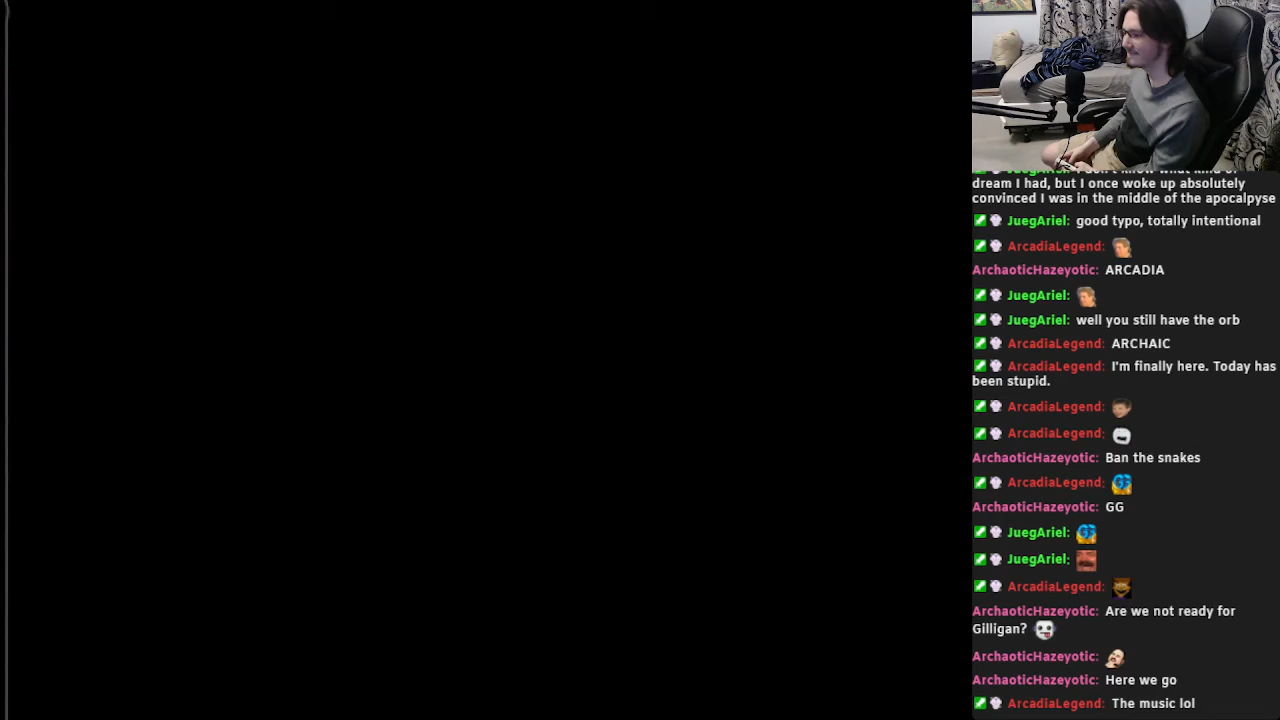 dream I had, but I once woke up absolutely
convinced I was in the middle of the apocalpyse
JuegAriel: good typo, totally intentional
ArcadiaLegend:
ArchaoticHazeyotic: ARCADIA
JuegAriel:
JuegAriel: well you still have the orb
ArcadiaLegend: ARCHAIC
ArcadiaLegend: I'm finally here. Today has
been stupid.
ArcadiaLegend:
ArcadiaLegend:
ArchaoticHazeyotic: Ban the snakes
ArcadiaLegend:
ArchaoticHazeyotic: GG
JuegAriel:
JuegAriel:
ArcadiaLegend:
ArchaoticHazeyotic: Are we not ready for
Gilligan?
ArchaoticHazeyotic:
ArchaoticHazeyotic: Here we go
ArcadiaLegend: The music lol